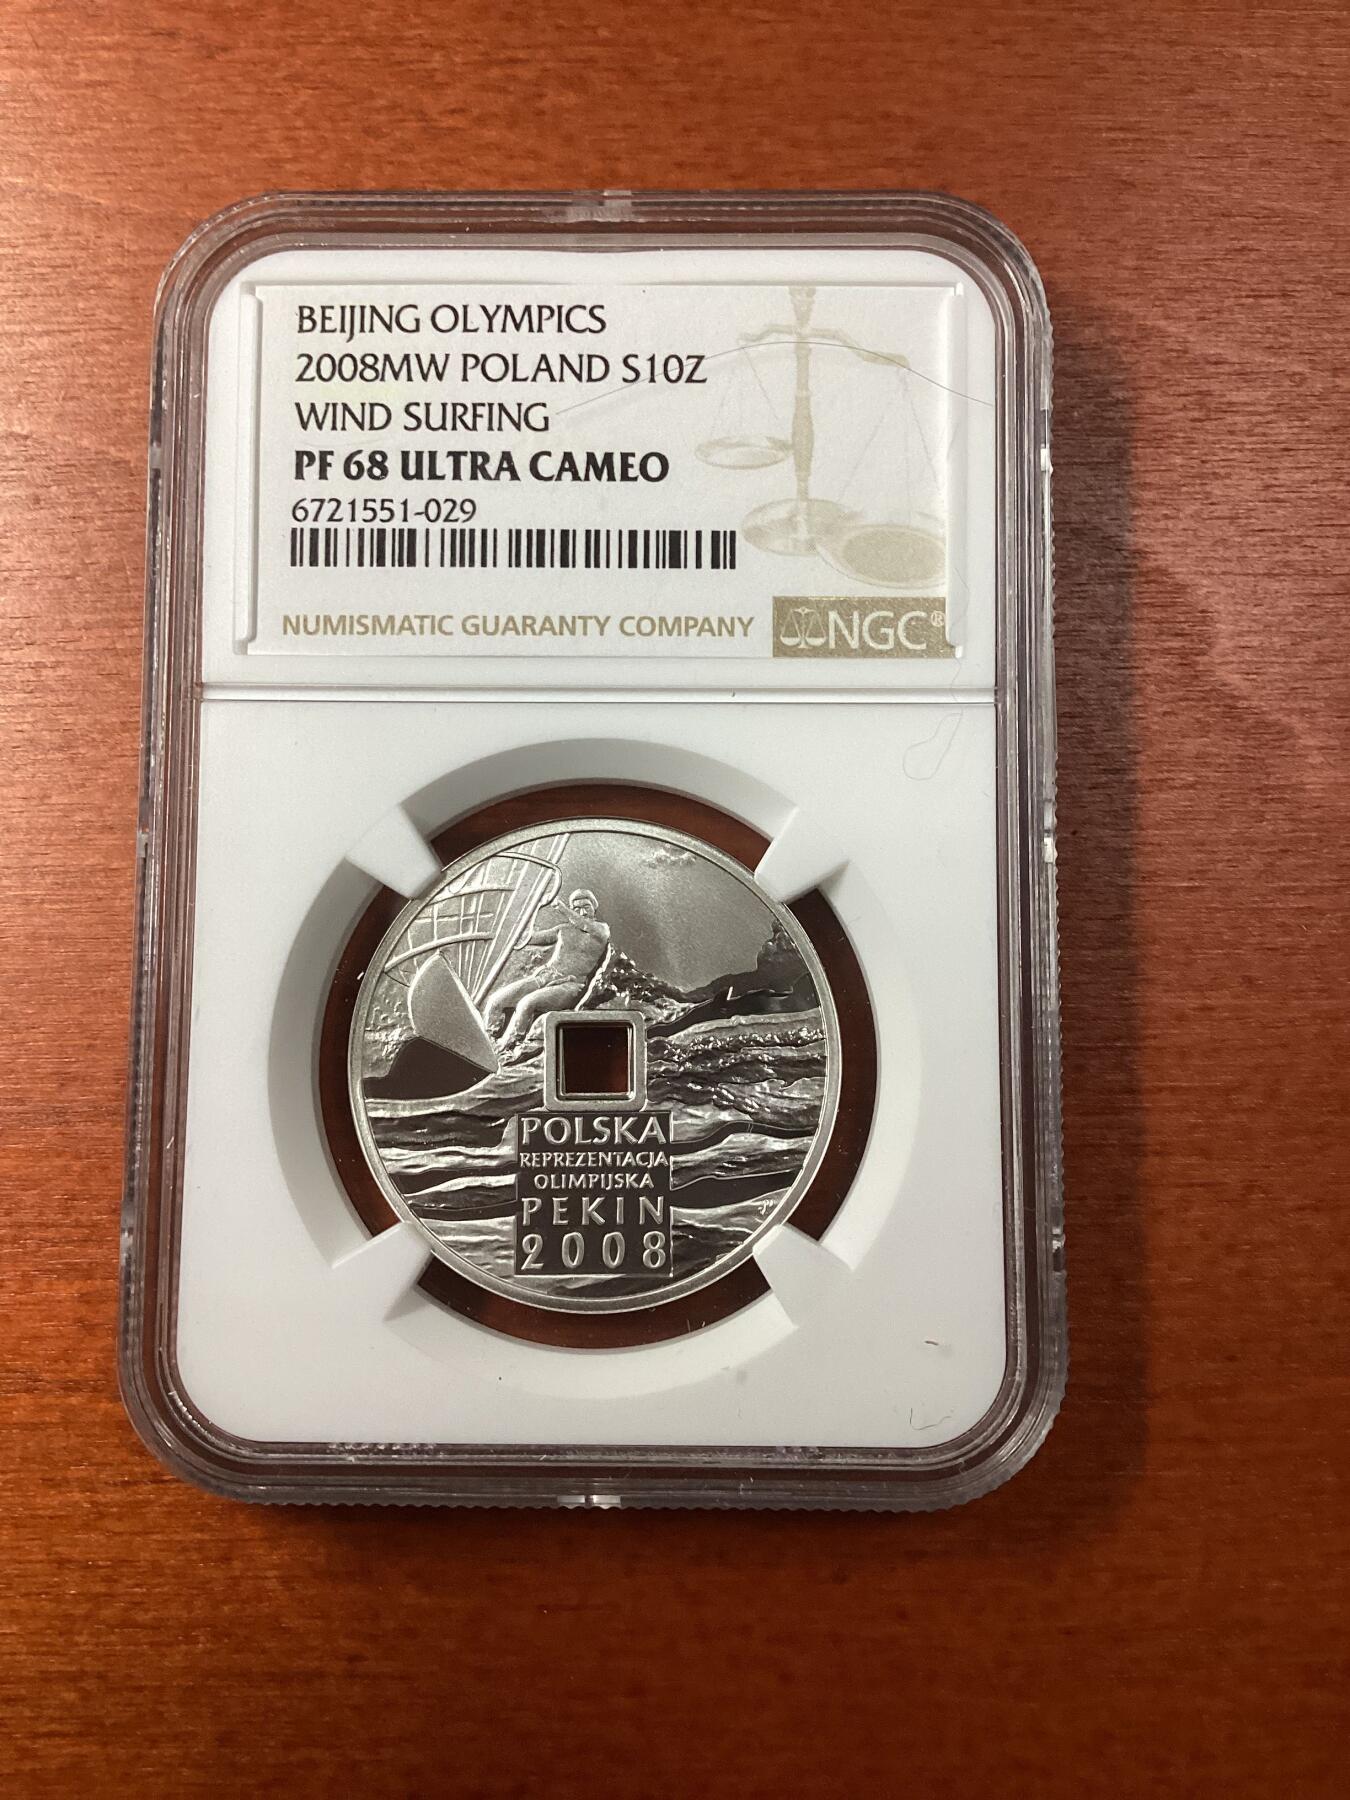 BEIJING OLYMPICS
2008MW POLAND S10Z
WIND SURFING
PF 68 ULTRA CAMEO
6721551-029
NUMISMATIC GUARANTY COMPANY
NGC®
POLSKA
REPREZENTACJA
OLIMPIJSKA
PEKIN
2008